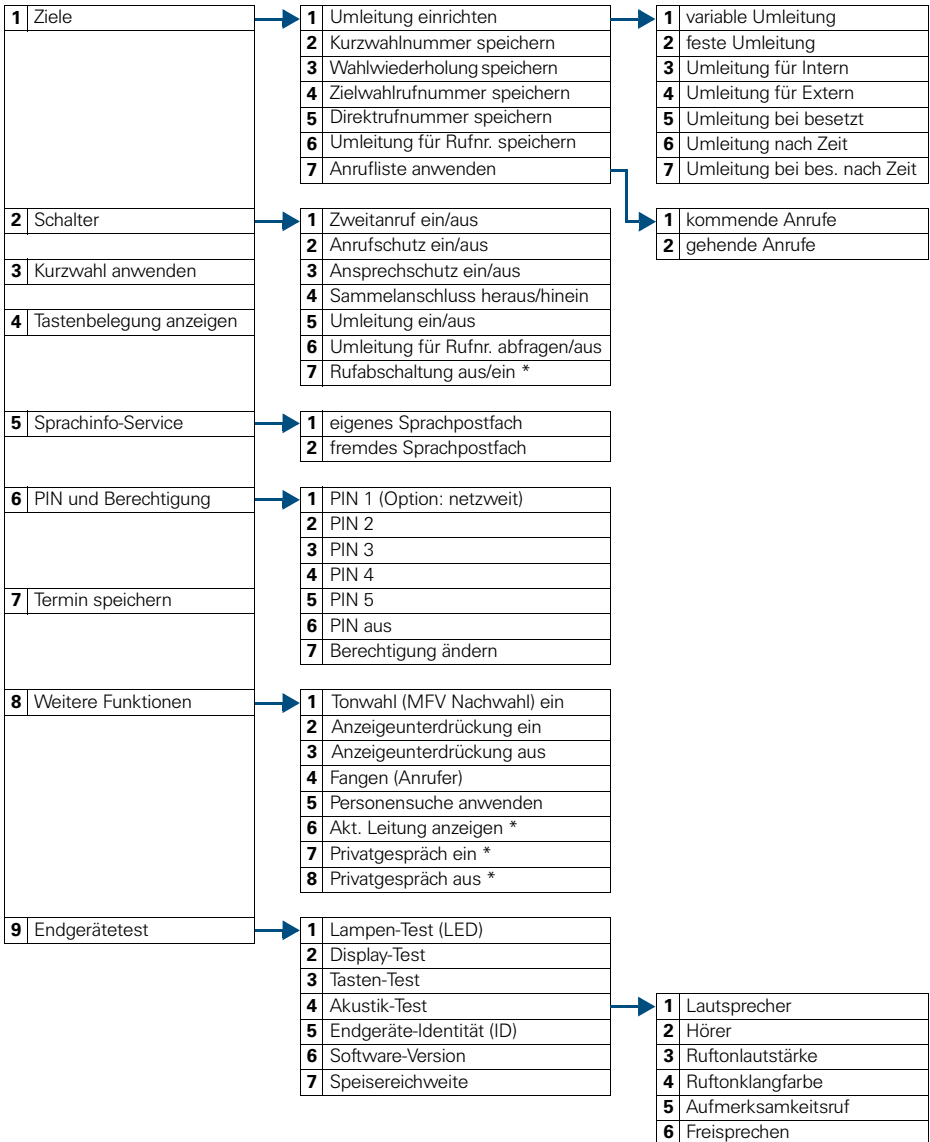 1 Ziele
1 Umleitung einrichten
1 variable Umleitung
2 Kurzwahlnummer speichern
2 feste Umleitung
3 Wahlwiederholung speichern
3 Umleitung für Intern
4 Zielwahlrufnummer speichern
4 Umleitung für Extern
5 Direktrufnummer speichern
5 Umleitung bei besetzt
6 Umleitung für Rufnr. speichern
6 Umleitung nach Zeit
7 Anrufliste anwenden
7 Umleitung bei bes. nach Zeit
2 Schalter
1 Zweitanruf ein/aus
1 kommende Anrufe
2 Anrufschutz ein/aus
2 gehende Anrufe
3 Kurzwahl anwenden
3 Ansprechschutz ein/aus
4 Sammelanschluss heraus/hinein
4 Tastenbelegung anzeigen
5 Umleitung ein/aus
6 Umleitung für Rufnr. abfragen/aus
7 Rufabschaltung aus/ein *
5 Sprachinfo-Service
1 eigenes Sprachpostfach
2 fremdes Sprachpostfach
6 PIN und Berechtigung
1 PIN 1 (Option: netzweit)
2 PIN 2
3 PIN 3
4 PIN 4
7 Termin speichern
5 PIN 5
6 PIN aus
7 Berechtigung ändern
8 Weitere Funktionen
1 Tonwahl (MFV Nachwahl) ein
2 Anzeigeunterdrückung ein
3 Anzeigeunterdrückung aus
4 Fangen (Anrufer)
5 Personensuche anwenden
6 Akt. Leitung anzeigen *
7 Privatgespräch ein *
8 Privatgespräch aus *
9 Endgerätetest
1 Lampen-Test (LED)
2 Display-Test
3 Tasten-Test
4 Akustik-Test
1 Lautsprecher
5 Endgeräte-Identität (ID)
2 Hörer
6 Software-Version
3 Ruftonlautstärke
7 Speisereichweite
4 Ruftonklangfarbe
5 Aufmerksamkeitsruf
6 Freisprechen